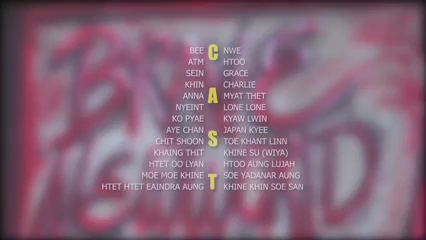 CAST
BEE NWE
ATM HTOO
SEIN GRACE
KHIN CHARLIE
ANNA MYAT THET
NYEINT LONE LONE
KO PYAE KYAW LWIN
AYE CHAN JAPAN KYEE
CHIT SHOON TOE KHANT LINN
KHAING THIT KHINE SU (WIYA)
HTET DO LYAN HTOO AUNG LUJAH
MOE MOE KHINE SOE YADANAR AUNG
HTET HTET EAINDRA AUNG KHINE KHIN SOE SAN